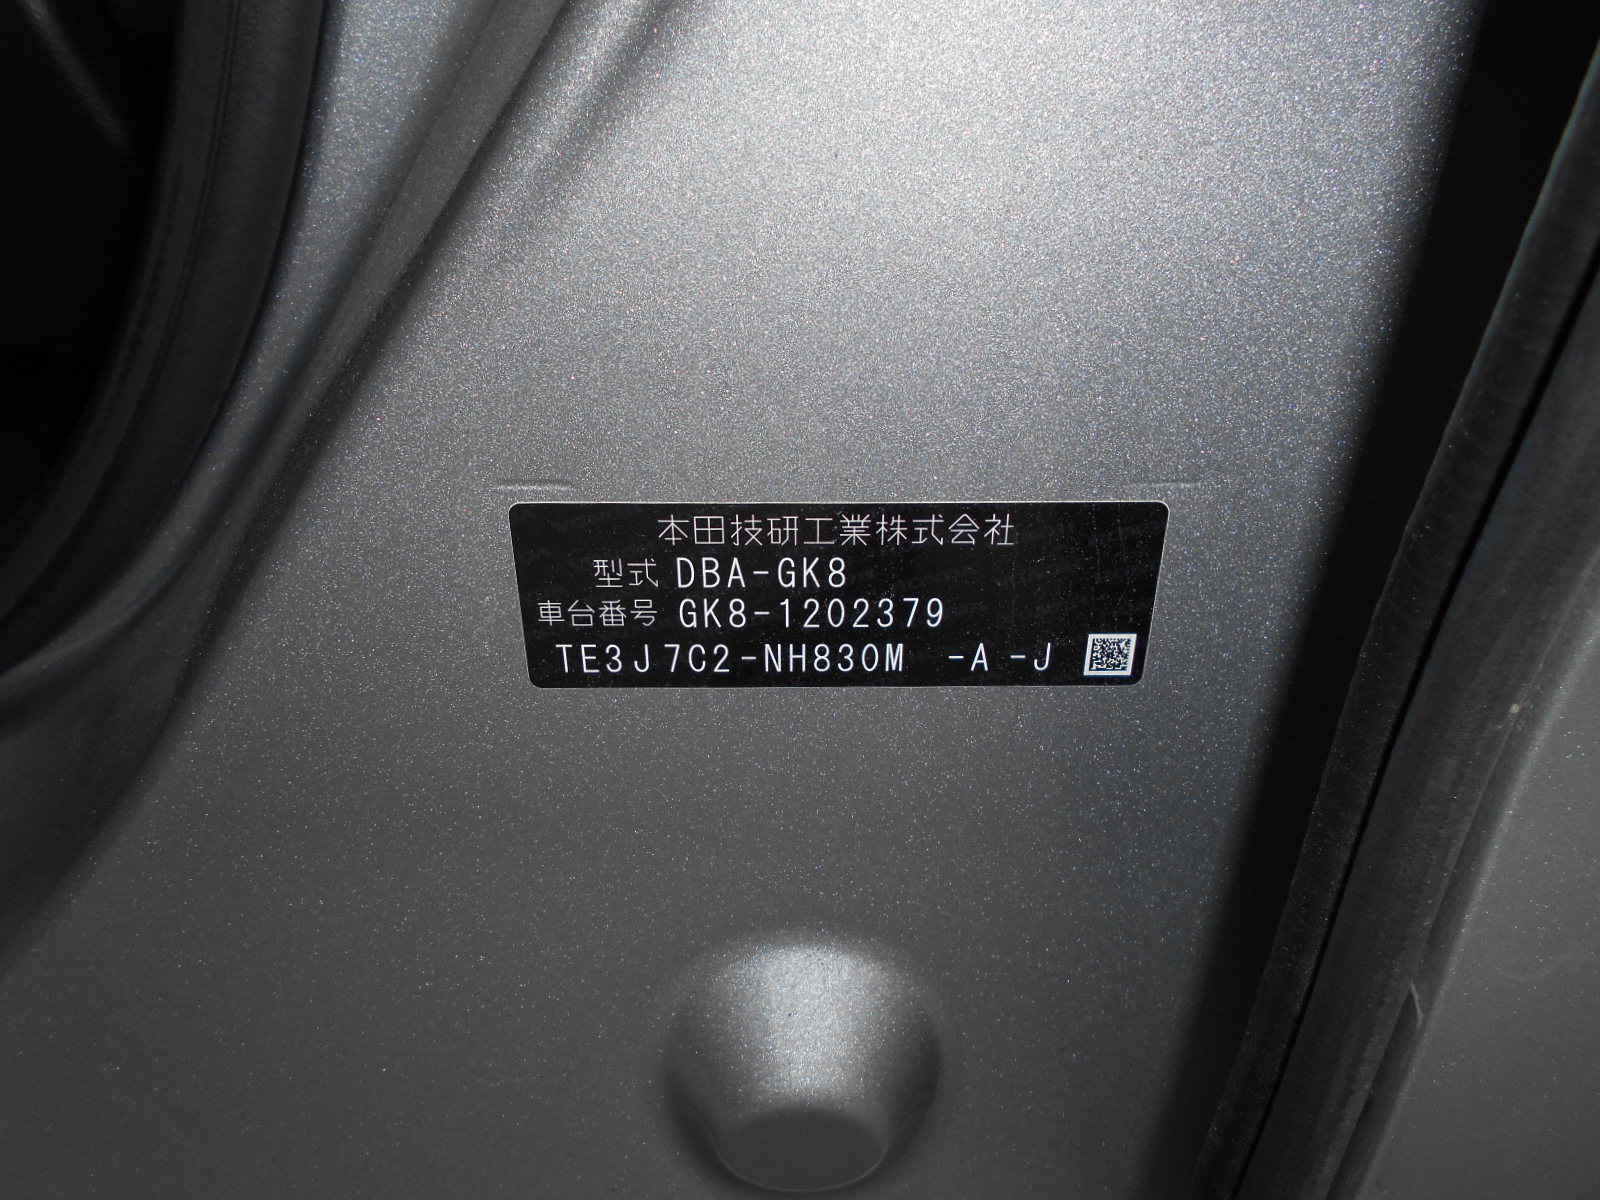 本田技研工業株式会社
型式 DBA-GK8
車台番号 GK8-1202379
TE3J7C2-NH830M -A -J